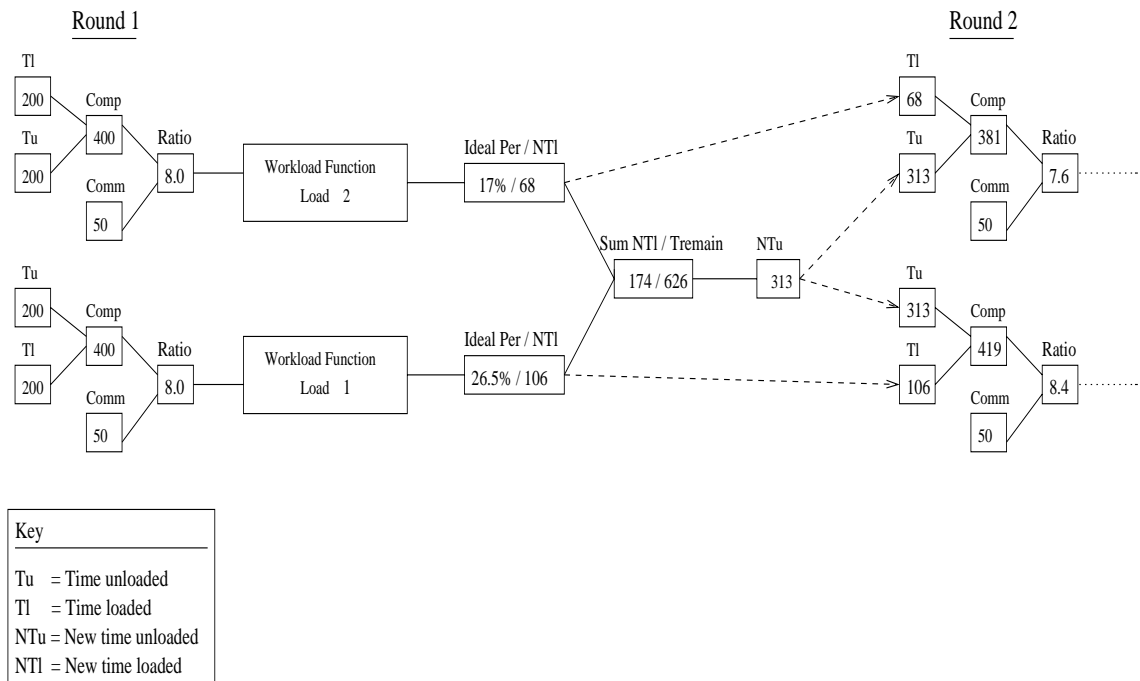 Round 1
Round 2
Tl
200
Comp
400
Tu
200
Ratio
8.0
Comm
50
Workload Function
Load 2
Ideal Per / NTl
17% / 68
Tl
68
Comp
381
Tu
313
Ratio
7.6
Comm
50
Sum NTl / Tremain
174 / 626
NTu
313
Tu
200
Comp
400
Tl
200
Ratio
8.0
Comm
50
Workload Function
Load 1
Ideal Per / NTl
26.5% / 106
Tu
313
Comp
419
Tl
106
Ratio
8.4
Comm
50
Key
Tu = Time unloaded
Tl = Time loaded
NTu = New time unloaded
NTl = New time loaded